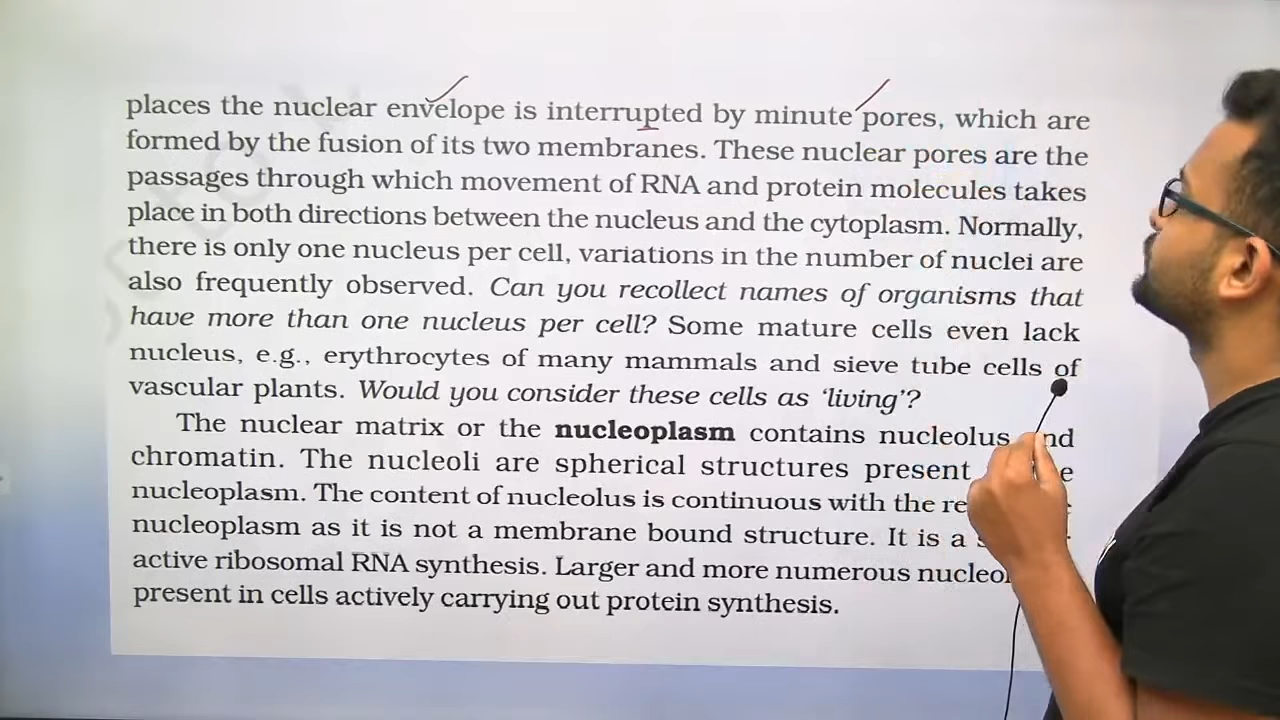 places the nuclear envelope is interrupted by minute pores, which are
formed by the fusion of its two membranes. These nuclear pores are the
passages through which movement of RNA and protein molecules takes
place in both directions between the nucleus and the cytoplasm. Normally,
there is only one nucleus per cell, variations in the number of nuclei are
also frequently observed. Can you recollect names of organisms that
have more than one nucleus per cell? Some mature cells even lack
nucleus, e.g., erythrocytes of many mammals and sieve tube cells of
vascular plants. Would you consider these cells as ‘living’?
The nuclear matrix or the nucleoplasm contains nucleolus
chromatin. The nucleoli are spherical structures present
nucleoplasm. The content of nucleolus is continuous with the
nucleoplasm as it is not a membrane bound structure. It is a
active ribosomal RNA synthesis. Larger and more numerous
present in cells actively carrying out protein synthesis.